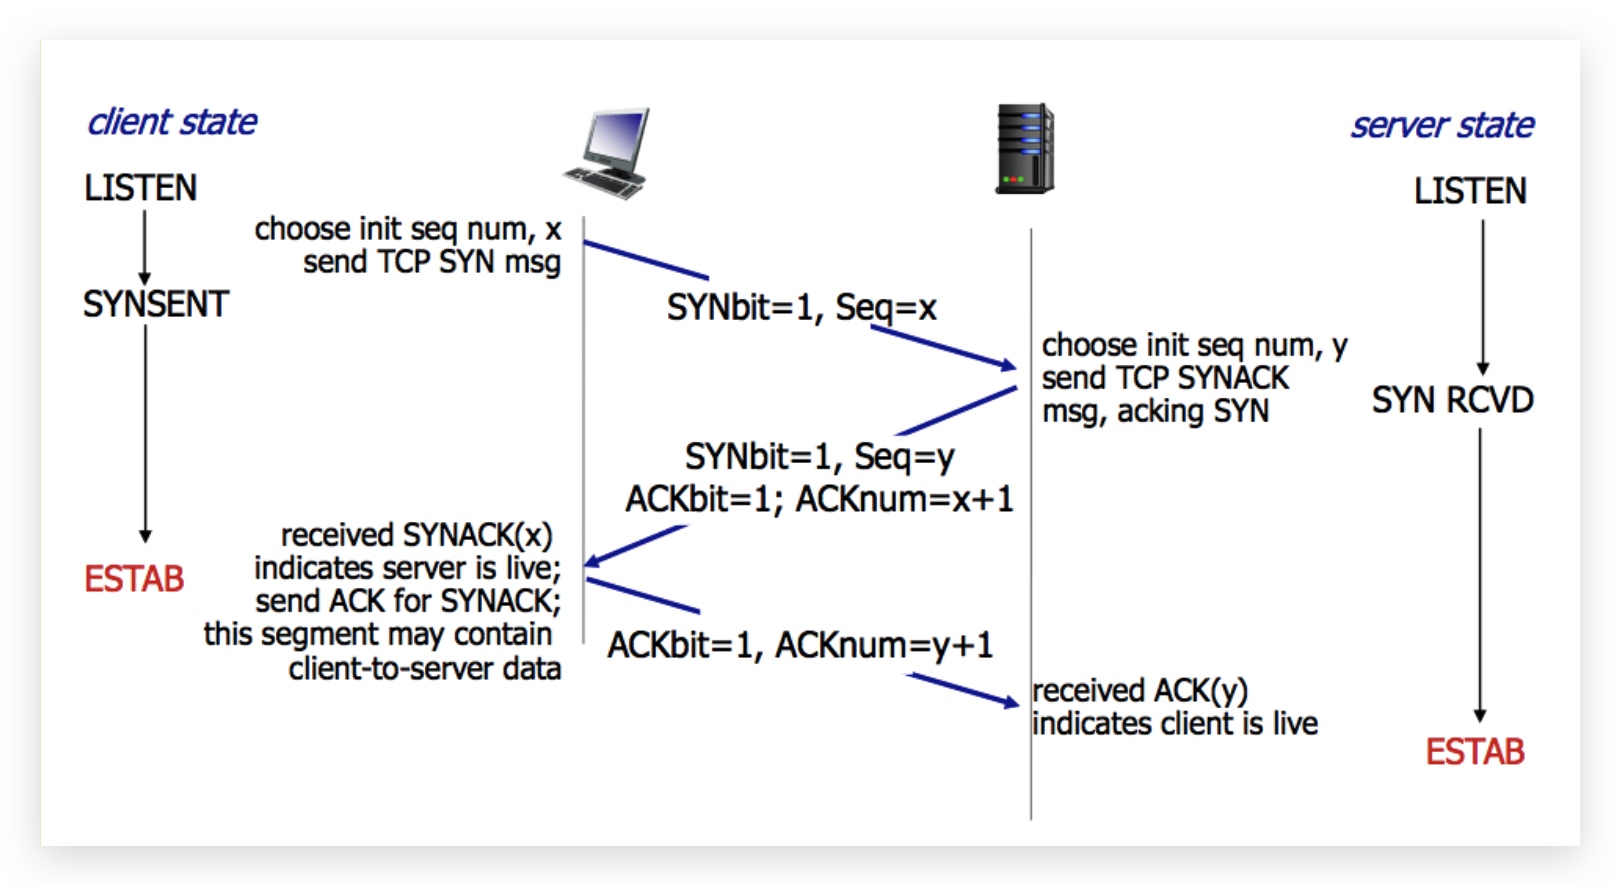 client state
server state
LISTEN
LISTEN
choose init seq num, x
send TCP SYN msg
SYNSENT
SYNbit=1, Seq=x
choose init seq num, y
send TCP SYNACK
msg, acking SYN
SYN RCVD
SYNbit=1, Seq=y
ACKbit=1; ACKnum=x+1
received SYNACK(x)
indicates server is live;
send ACK for SYNACK;
this segment may contain
client-to-server data
ESTAB
ACKbit=1, ACKnum=y+1
received ACK(y)
indicates client is live
ESTAB